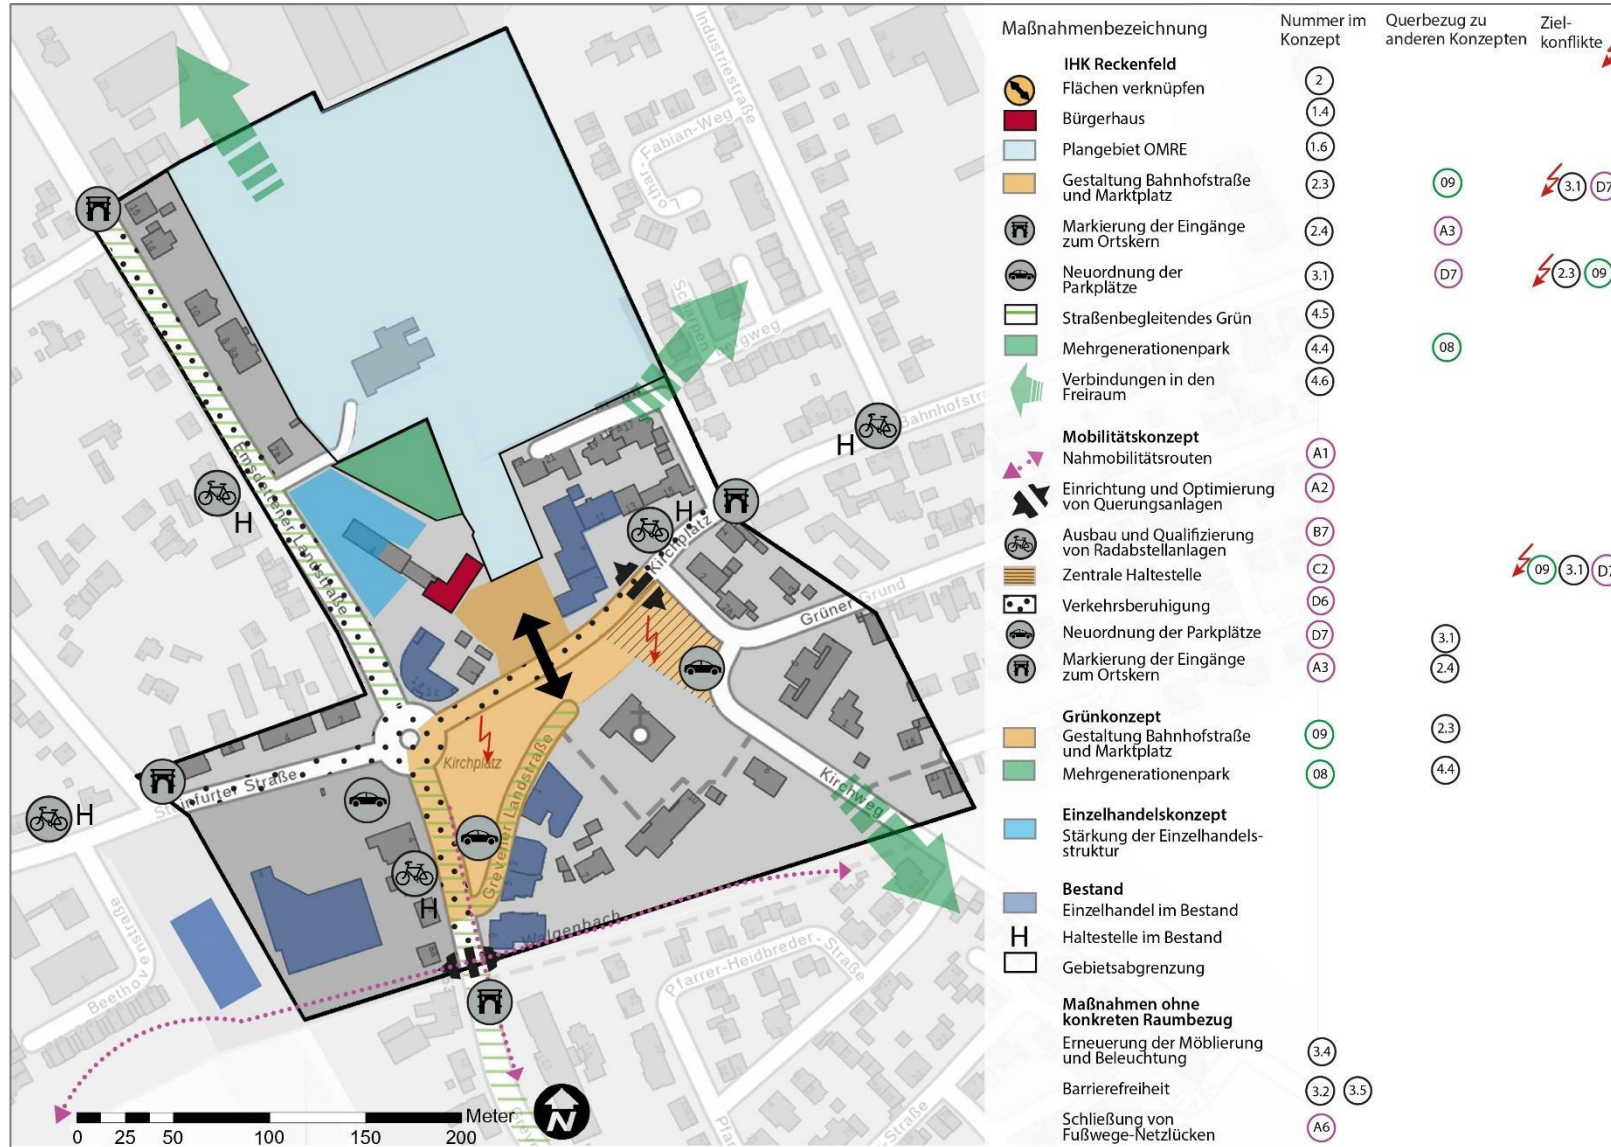 Maßnahmenbezeichnung
Nummer im
Konzept
Querbezug zu
anderen Konzepten
Ziel-
konflikte
IHK Reckenfeld
Flächen verknüpfen
2
Bürgerhaus
1.4
Plangebiet OMRE
1.6
Gestaltung Bahnhofstraße
und Marktplatz
2.3
09
3.1
D7
Markierung der Eingänge
zum Ortskern
2.4
A3
Neuordnung der
Parkplätze
3.1
D7
2.3
09
Straßenbegleitendes Grün
4.5
Mehrgenerationenpark
4.4
08
Verbindungen in den
Freiraum
4.6
Mobilitätskonzept
Nahmobilitätsrouten
A1
Einrichtung und Optimierung
von Querungsanlagen
A2
Ausbau und Qualifizierung
von Radabstellanlagen
B7
Zentrale Haltestelle
C2
09
3.1
D7
Verkehrsberuhigung
D6
Neuordnung der Parkplätze
D7
3.1
Markierung der Eingänge
zum Ortskern
A3
2.4
Grünkonzept
Gestaltung Bahnhofstraße
und Marktplatz
09
2.3
Mehrgenerationenpark
08
4.4
Einzelhandelskonzept
Stärkung der Einzelhandels-
struktur
Bestand
Einzelhandel im Bestand
H
Haltestelle im Bestand
Gebietsabgrenzung
Maßnahmen ohne
konkreten Raumbezug
Erneuerung der Möblierung
und Beleuchtung
3.4
Barrierefreiheit
3.2
3.5
Schließung von
Fußwege-Netzlücken
A6
Industriestraße
Lothar-Fabian-Weg
Bahnhofstra
H
Emsdettener Landstraße
H
H
Kirchplatz
Grüner Grund
Kirchplatz
Kirchweg
Grevener Landstraße
H
H
Walgenbach
Pfarrer-Heidbreder-Straße
Meter
0
25
50
100
150
200
N